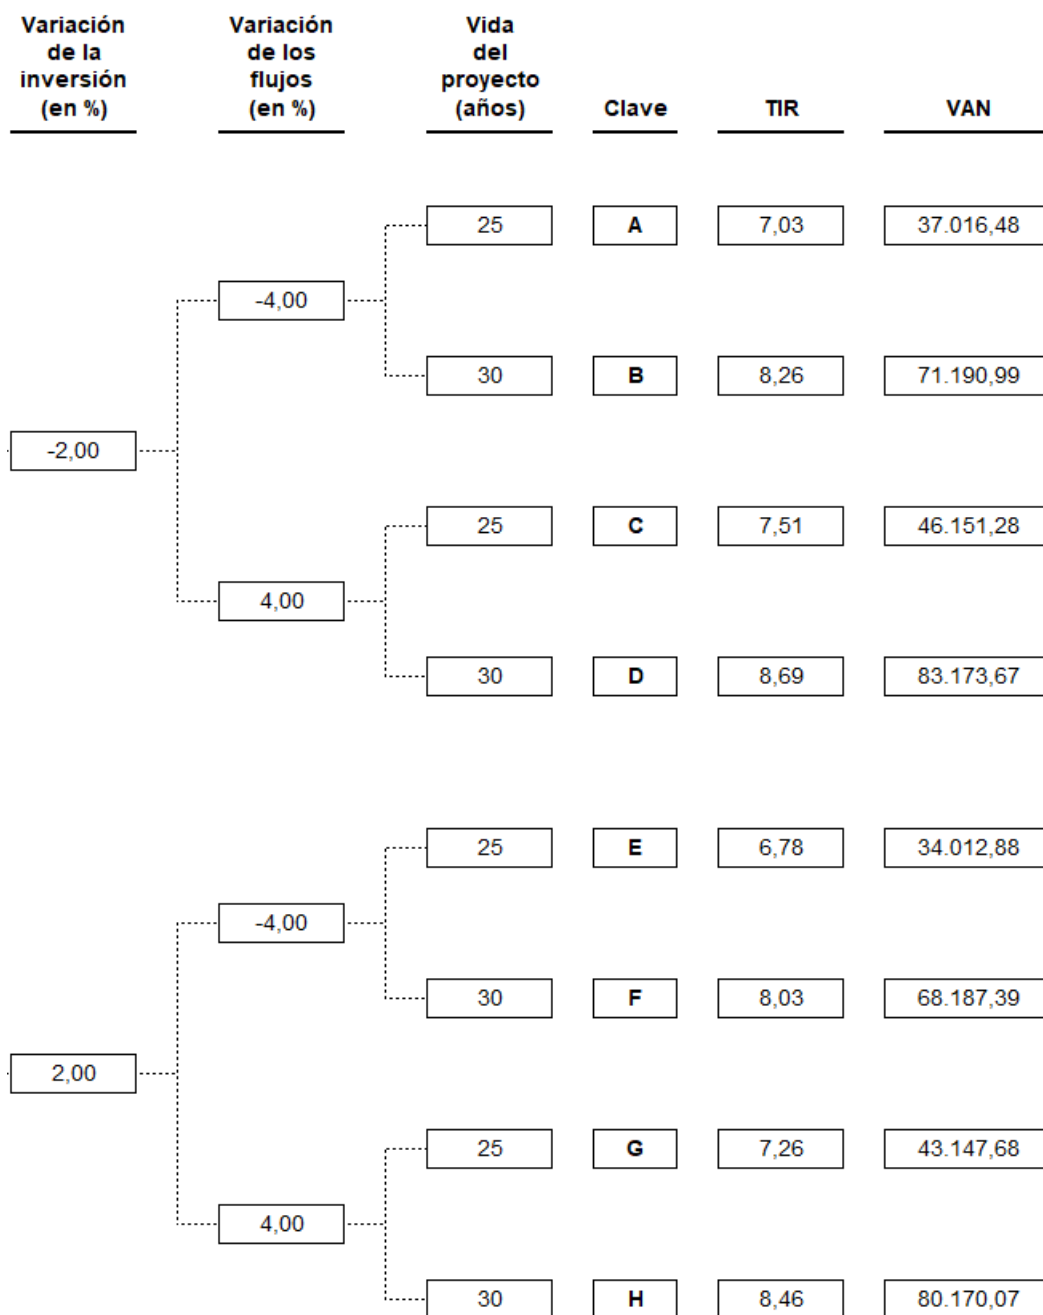 Variación de la inversión (en %)
Variación de los flujos (en %)
Vida del proyecto (años)
Clave
TIR
VAN
25 A 7,03 37.016,48
-4,00
30 B 8,26 71.190,99
-2,00
25 C 7,51 46.151,28
4,00
30 D 8,69 83.173,67
25 E 6,78 34.012,88
-4,00
30 F 8,03 68.187,39
2,00
25 G 7,26 43.147,68
4,00
30 H 8,46 80.170,07